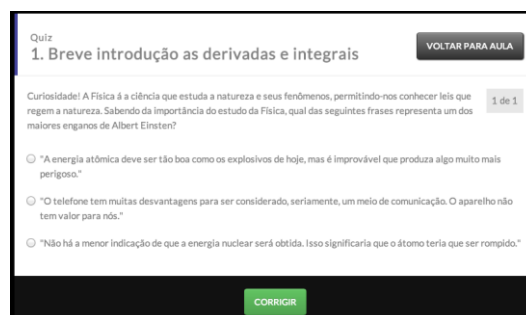 Quiz
1. Breve introdução as derivadas e integrais
VOLTAR PARA AULA
Curiosidade! A Física á a ciência que estuda a natureza e seus fenômenos, permitindo-nos conhecer leis que
regem a natureza. Sabendo da importância do estudo da Física, qual das seguintes frases representa um dos
maiores enganos de Albert Einsten?
1 de 1
"A energia atômica deve ser tão boa como os explosivos de hoje, mas é improvável que produza algo muito mais
perigoso."
"O telefone tem muitas desvantagens para ser considerado, seriamente, um meio de comunicação. O aparelho não
tem valor para nós."
"Não há a menor indicação de que a energia nuclear será obtida. Isso significaria que o átomo teria que ser rompido."
CORRIGIR